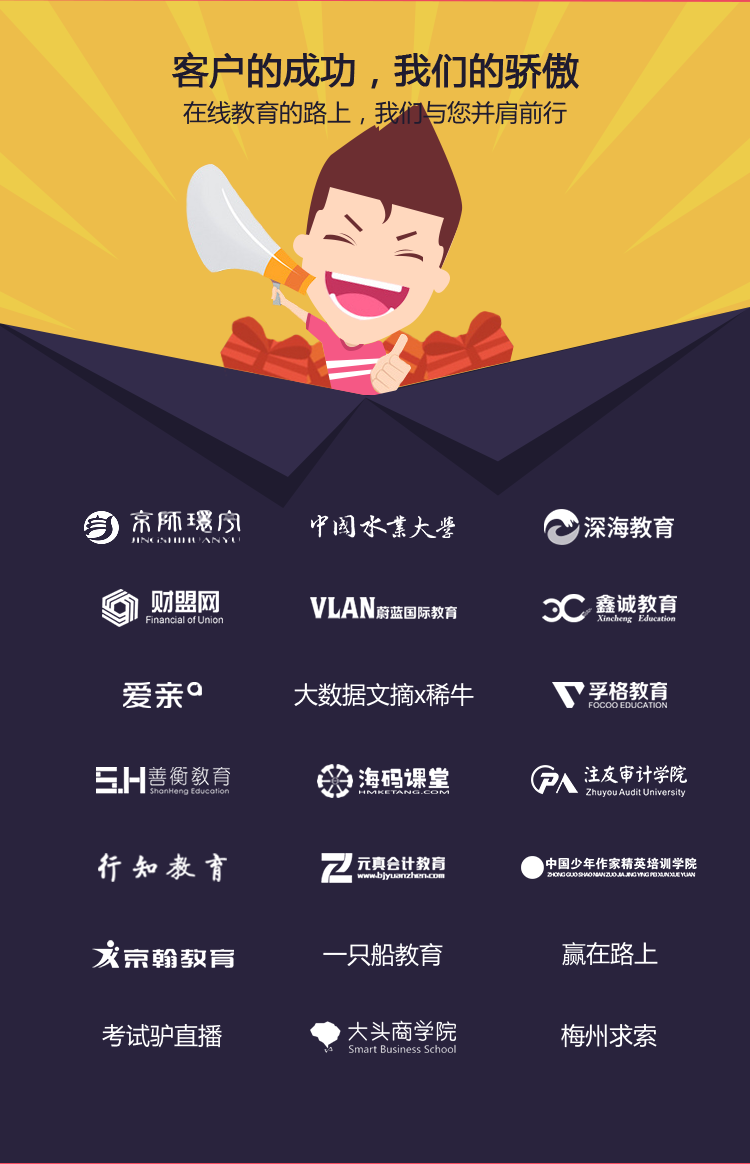 客户的成功，我们的骄傲
在线教育的路上，我们与您并肩前行
京师环宇
JINGSHIHUANYU
中国水業大學
深海教育
财盟网
Financial of Union
VLAN蔚蓝国际教育
鑫诚教育
Xincheng Education
爱亲a
大数据文摘x稀牛
孚格教育
FOCOO EDUCATION
S.H善衡教育
ShanHeng Education
海码课堂
HMKETANG.COM
PA 注友审计学院
Zhuyou Audit University
行知教育
元真会计教育
www.bjyuanzhen.com
中国少年作家精英培训学院
ZHONG GUO SHAO NIAN ZUO JIA JING YING PEI XUN XUE YUAN
京翰教育
一只船教育
赢在路上
考试驴直播
大头商学院
Smart Business School
梅州求索